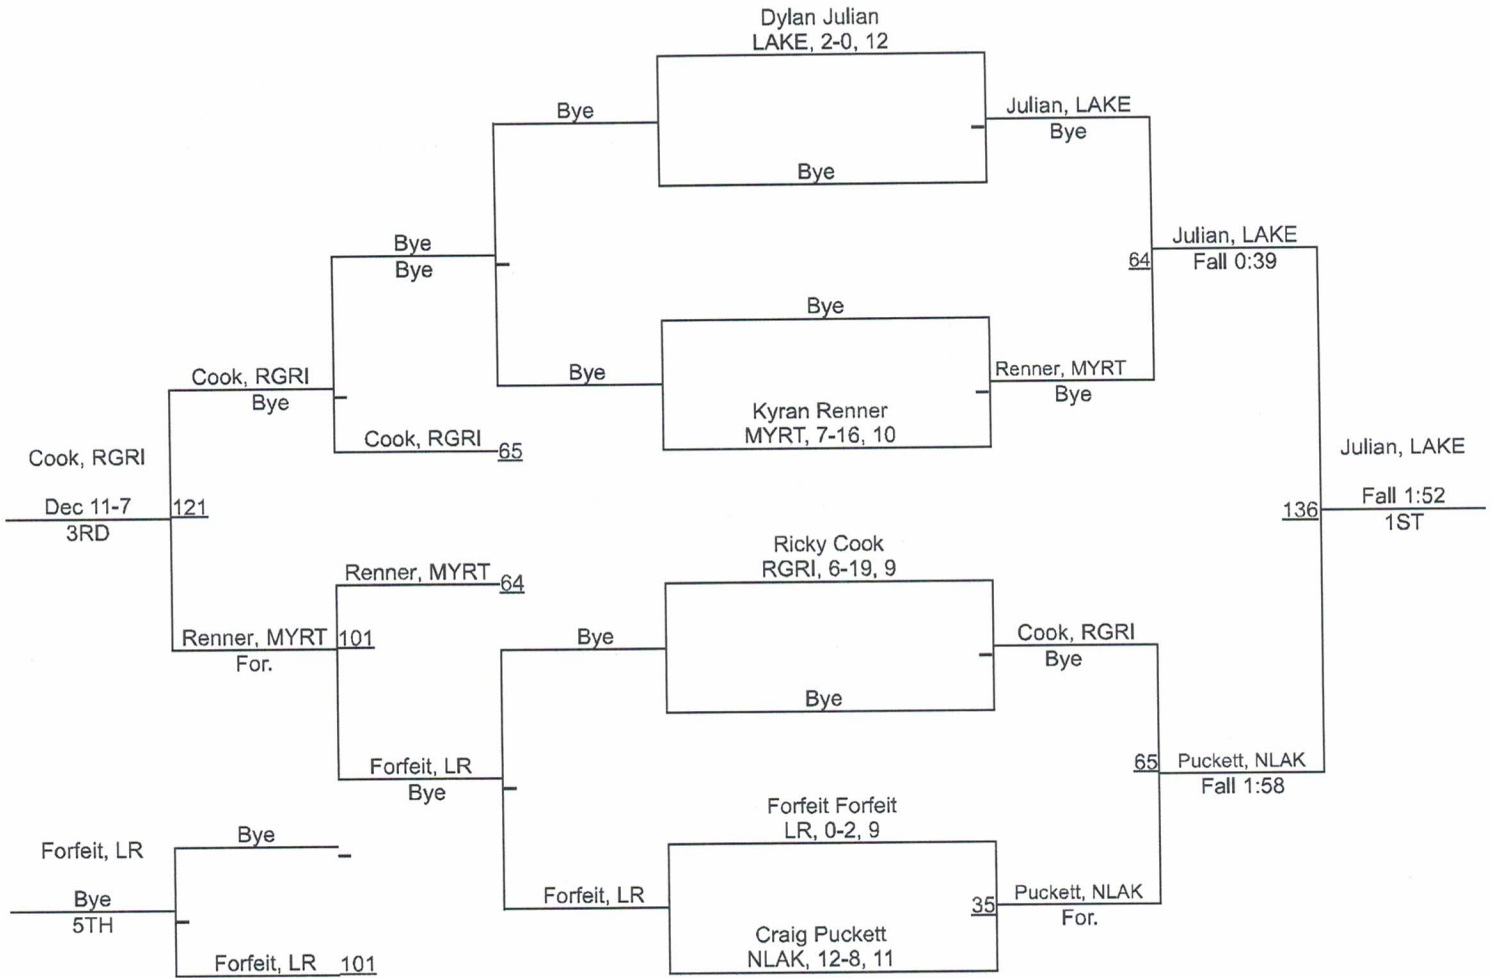 Dylan Julian
LAKE, 2-0, 12
Bye
Julian, LAKE
Bye
Bye
Bye
Bye
Julian, LAKE
64
Fall 0:39
Bye
Cook, RGRI
Bye
Bye
Renner, MYRT
Bye
Kyran Renner
MYRT, 7-16, 10
Cook, RGRI
65
Cook, RGRI
Julian, LAKE
Dec 11-7
121
3RD
136
Fall 1:52
1ST
Ricky Cook
RGRI, 6-19, 9
Renner, MYRT
64
Renner, MYRT
101
For.
Bye
Cook, RGRI
Bye
Bye
Forfeit, LR
Bye
65
Puckett, NLAK
Fall 1:58
Forfeit Forfeit
LR, 0-2, 9
Bye
Forfeit, LR
Bye
5TH
Forfeit, LR
35
Puckett, NLAK
For.
Craig Puckett
NLAK, 12-8, 11
Forfeit, LR
101